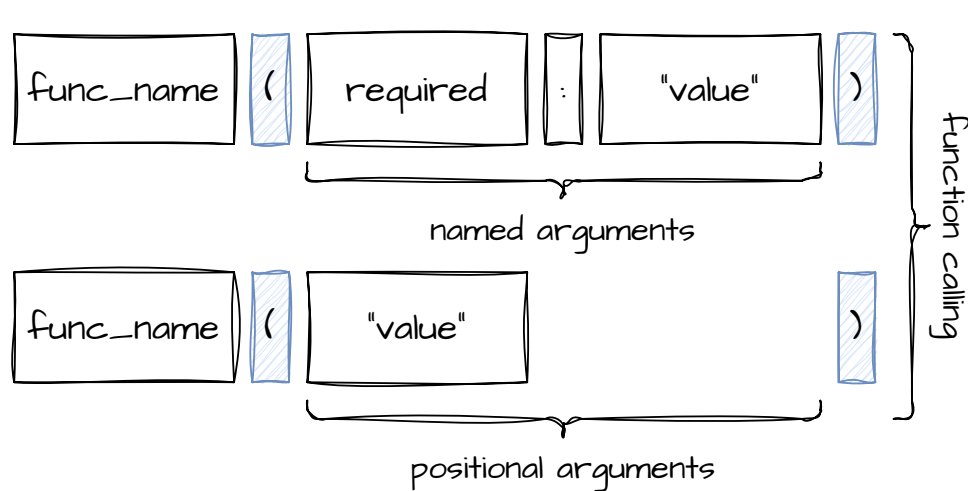 func_name ( required : "value" )
named arguments
func_name ( "value" )
positional arguments
function calling